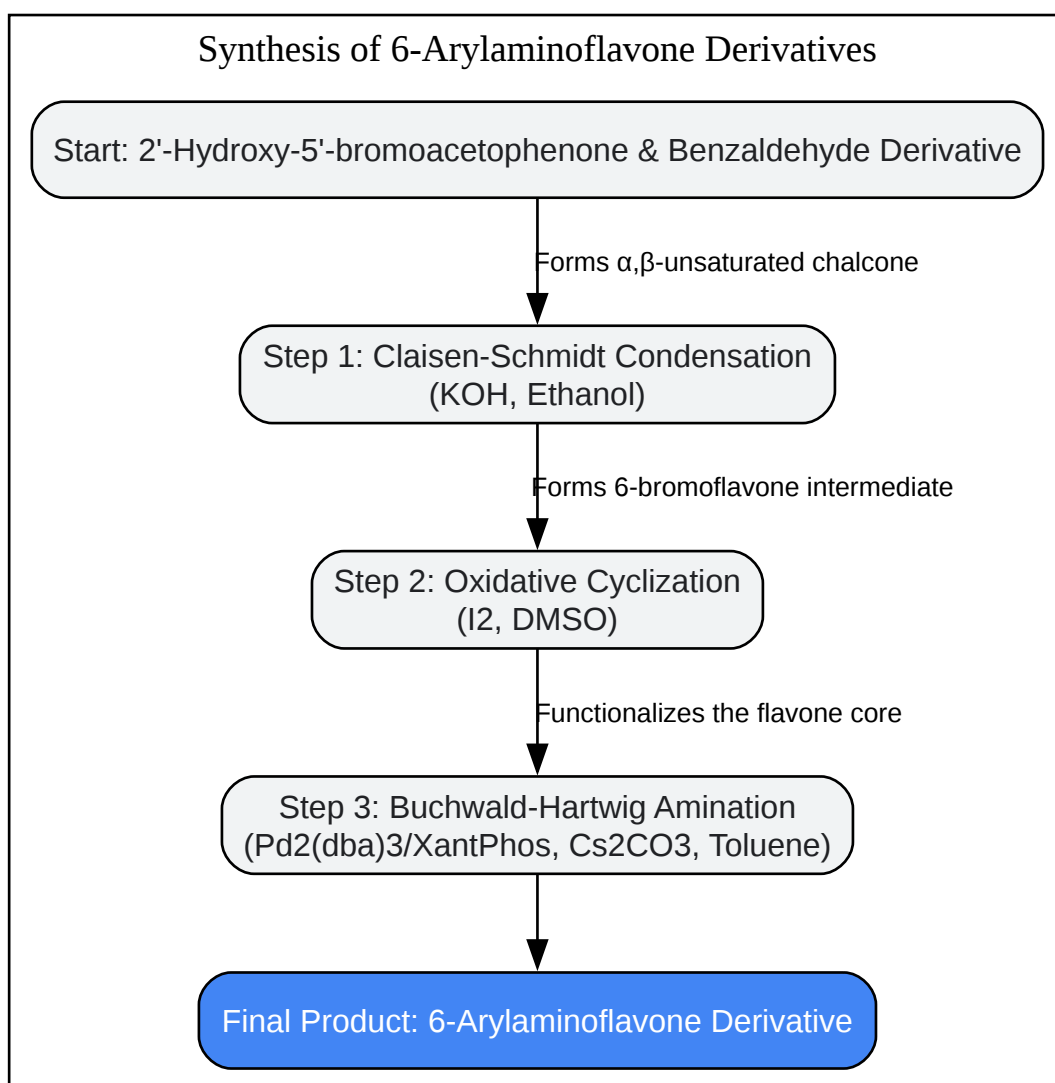 Synthesis of 6-Arylaminoflavone Derivatives
Start: 2'-Hydroxy-5'-bromoacetophenone & Benzaldehyde Derivative
Forms α,β-unsaturated chalcone
Step 1: Claisen-Schmidt Condensation
(KOH, Ethanol)
Forms 6-bromoflavone intermediate
Step 2: Oxidative Cyclization
(I2, DMSO)
Functionalizes the flavone core
Step 3: Buchwald-Hartwig Amination
(Pd2(dba)3/XantPhos, Cs2CO3, Toluene)
Final Product: 6-Arylaminoflavone Derivative